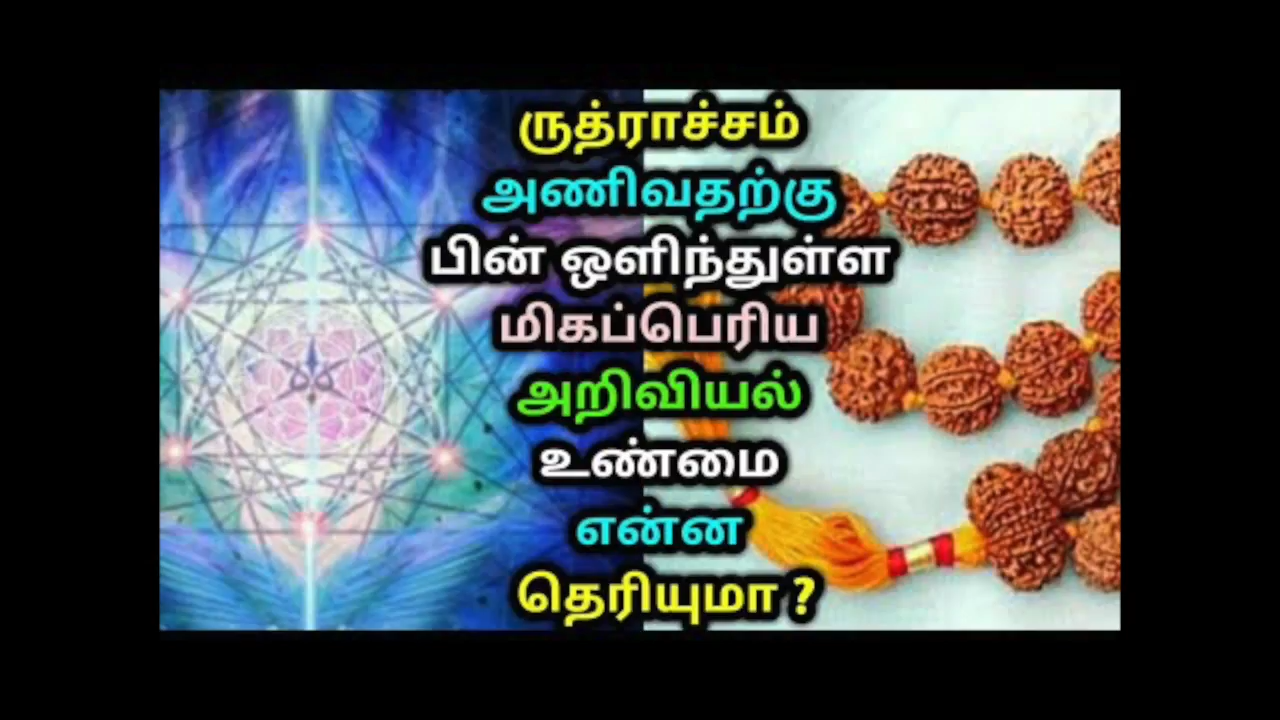 ருத்ராச்சம்
அணிவதற்கு
பின் ஒளிந்துள்ள
மிகப்பெரிய
அறிவியல்
உண்மை
என்ன
தெரியுமா ?